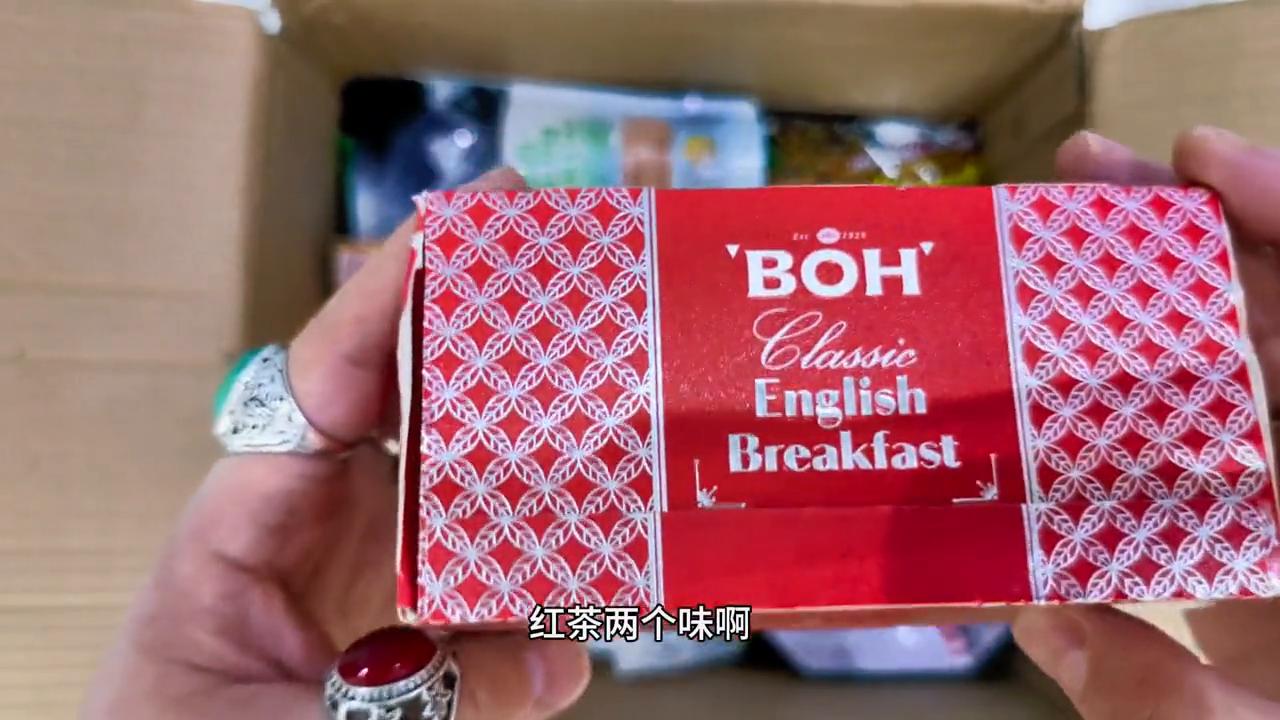 Est 1929
BOH
Classic
English
Breakfast
红茶两个味啊